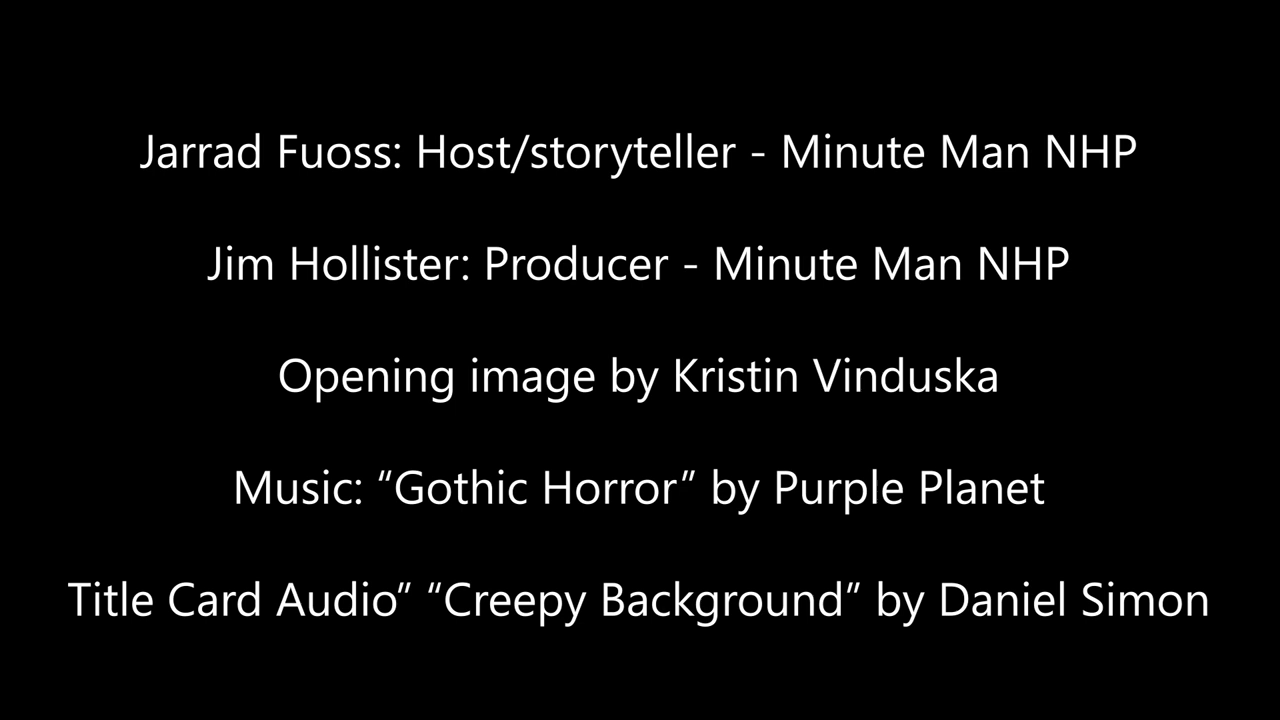 Jarrad Fuoss: Host/storyteller - Minute Man NHP
Jim Hollister: Producer - Minute Man NHP
Opening image by Kristin Vinduska
Music: “Gothic Horror” by Purple Planet
Title Card Audio” “Creepy Background” by Daniel Simon